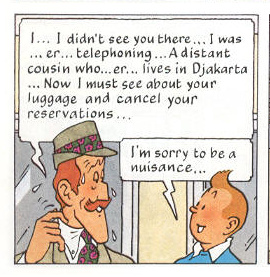 I... I didn't see you there... I was
... er... telephoning... A distant
cousin who...er... lives in Djakarta
... Now I must see about your
luggage and cancel your
reservations...
I'm sorry to be a
nuisance...